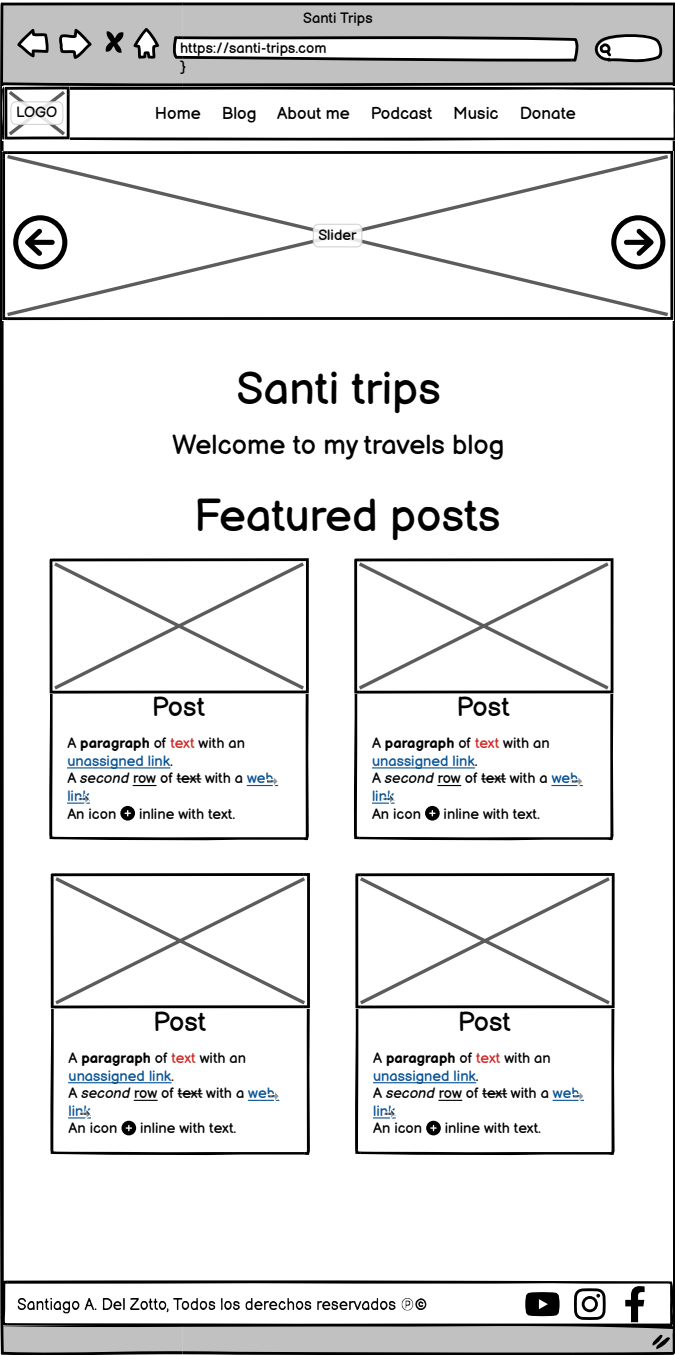 Santi Trips
https://santi-trips.com
}
LOGO
Home Blog About me Podcast Music Donate
Slider
Santi trips
Welcome to my travels blog
Featured posts
Post
A paragraph of text with an
unassigned link.
A second row of text with a web
link
An icon inline with text.
Post
A paragraph of text with an
unassigned link.
A second row of text with a web
link
An icon inline with text.
Post
A paragraph of text with an
unassigned link.
A second row of text with a web
link
An icon inline with text.
Post
A paragraph of text with an
unassigned link.
A second row of text with a web
link
An icon inline with text.
Santiago A. Del Zotto, Todos los derechos reservados ℗©